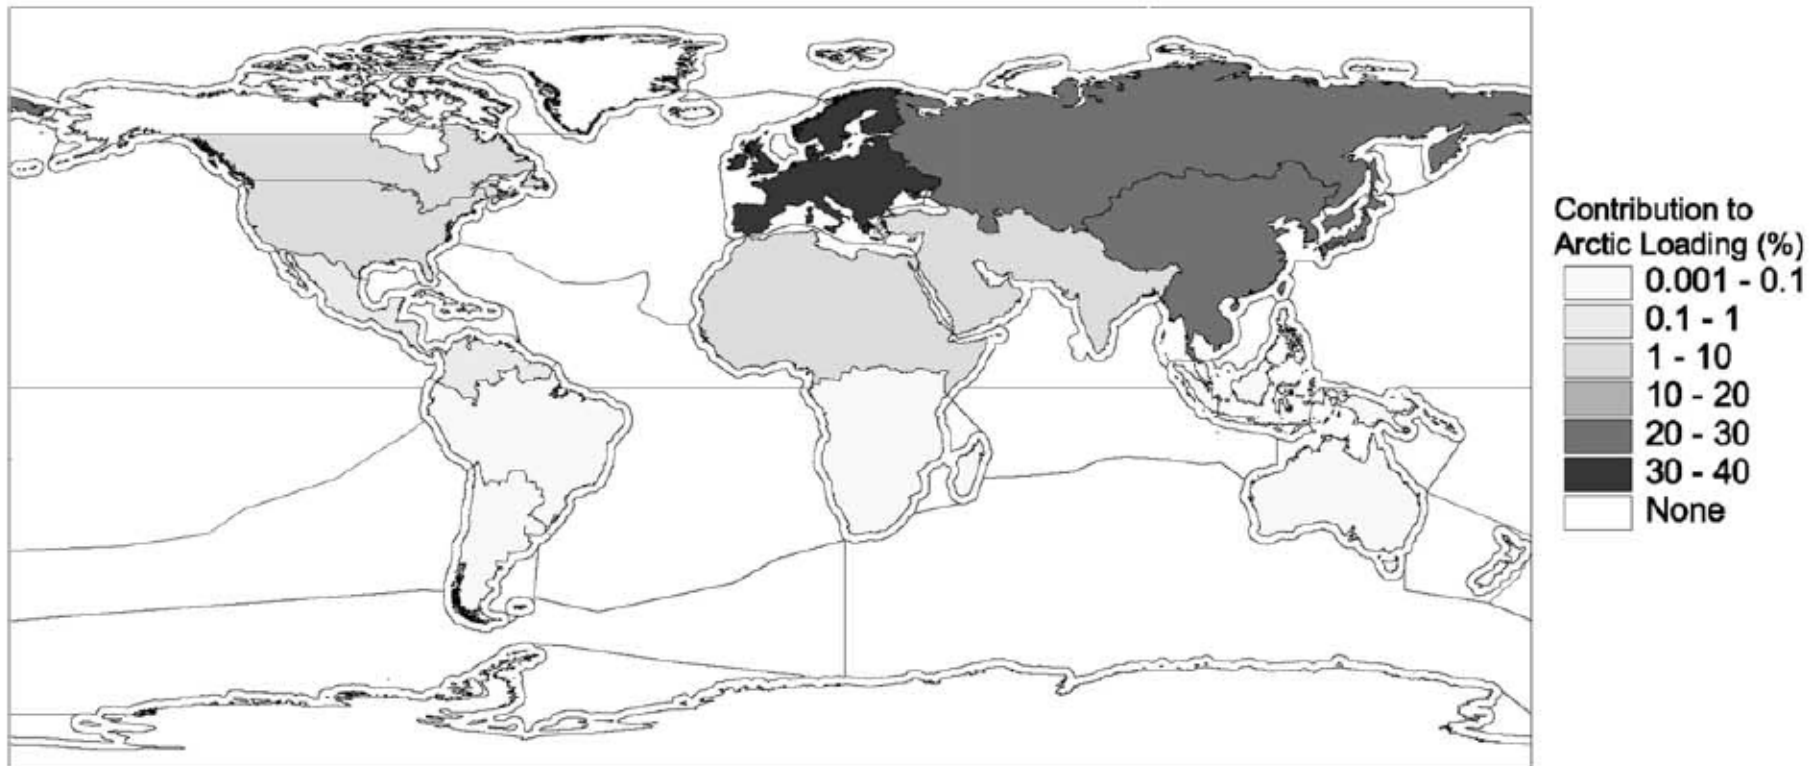 Contribution to
Arctic Loading (%)
0.001 - 0.1
0.1 - 1
1 - 10
10 - 20
20 - 30
30 - 40
None